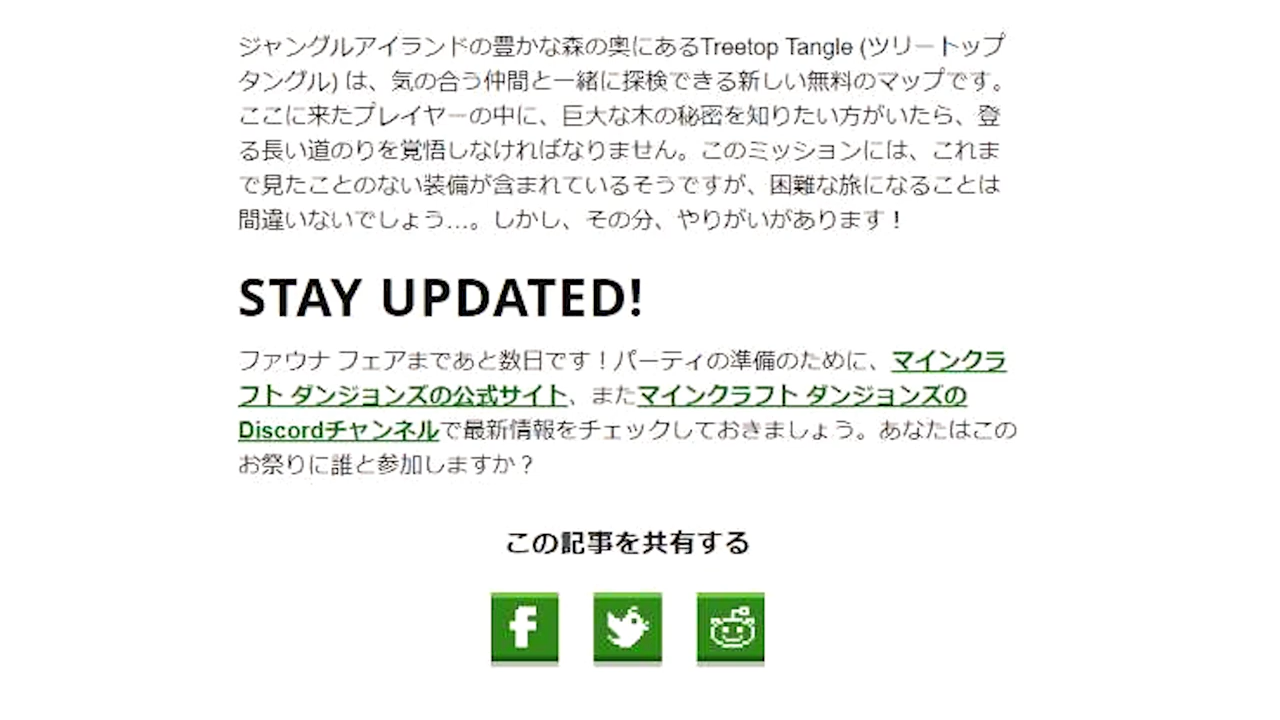 ジャングルアイランドの豊かな森の奥にあるTreetop Tangle (ツリートップ
タングル) は、気の合う仲間と一緒に探検できる新しい無料のマップです。
ここに来たプレイヤーの中に、巨大な木の秘密を知りたい方がいたら、登
る長い道のりを覚悟しなければなりません。このミッションには、これま
で見たことのない装備が含まれているそうですが、困難な旅になることは
間違いないでしょう…。しかし、その分、やりがいがあります！
STAY UPDATED!
ファウナ フェアまであと数日です！パーティの準備のために、マインクラ
フト ダンジョンズの公式サイト、またマインクラフト ダンジョンズの
Discordチャンネルで最新情報をチェックしておきましょう。あなたはこの
お祭りに誰と参加しますか？
この記事を共有する